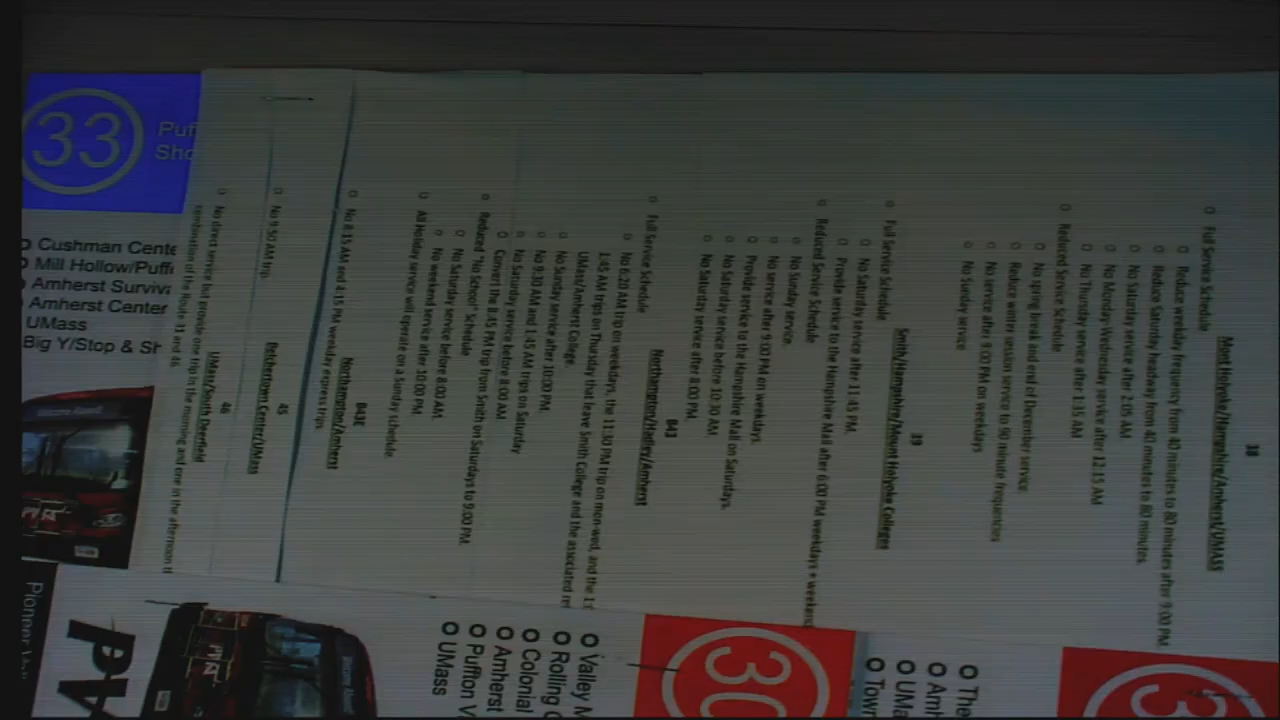 38
Mont Holyoke/Hampshire/Amherst/UMASS
o Full Service Schedule
o Reduce weekday frequency from 40 minutes to 80 minutes after 9:00 PM
o Reduce Saturday headway from 40 minutes to 80 minutes.
o No Saturday service after 2:05 AM
o No Monday-Wednesday service after 12:15 AM
o No Thursday service after 1:35 AM
o Reduced Service Schedule
o No spring break and end of December service.
o Reduce winter session service to 90 minute frequencies
o No service after 9:00 PM on weekdays
o No Sunday service
39
Smith/Hampshire/Mount Holyoke Colleges
o Full Service Schedule
o No Saturday service after 11:45 PM.
o Provide service to the Hampshire Mall after 6:00 PM weekdays + weekend
o Reduced Service Schedule
o No Sunday service.
o No service after 9:00 PM on weekdays.
o Provide service to the Hampshire Mall on Saturdays.
o No Saturday service before 10:30 AM.
o No Saturday service after 8:00 PM.
B43
Northampton/Hadley/Amherst
o Full Service Schedule
o No 6:20 AM trip on weekdays, the 11:30 PM trip on mon-wed, and the
1:45 AM trips on Thursday that leave Smith College and the associated
UMass/Amherst College.
o No Sunday service after 10:00 PM.
o No 9:30 AM and 1:45 AM trips on Saturday
o No Saturday service before 8:00 AM.
o Convert the 8:45 PM trip from Smith on Saturdays to 9:00 PM.
o Reduced "No School" Schedule
o No Saturday service before 8:00 AM.
o No weekend service after 10:00 PM.
o All Holiday service will operate on a Sunday schedule
B43E
Northampton/Amherst
o No 8:15 AM and 4:15 PM weekday express trips.
45
Belchertown Center/UMass
o No 9:50 AM trip.
46
UMass/South Deerfield
o No direct service but provide one trip in the morning and one in the afternoon
combination of the Route 31 and 46
33
Cushman
Mill Hollow
Amherst
Amherst Center
UMass
Big Y/Stop &
PVTA
Pioneer
30
O Valley
O Rolling
O Colonial
O Amherst
O Puffton
O UMass
O The
O
O
O Town